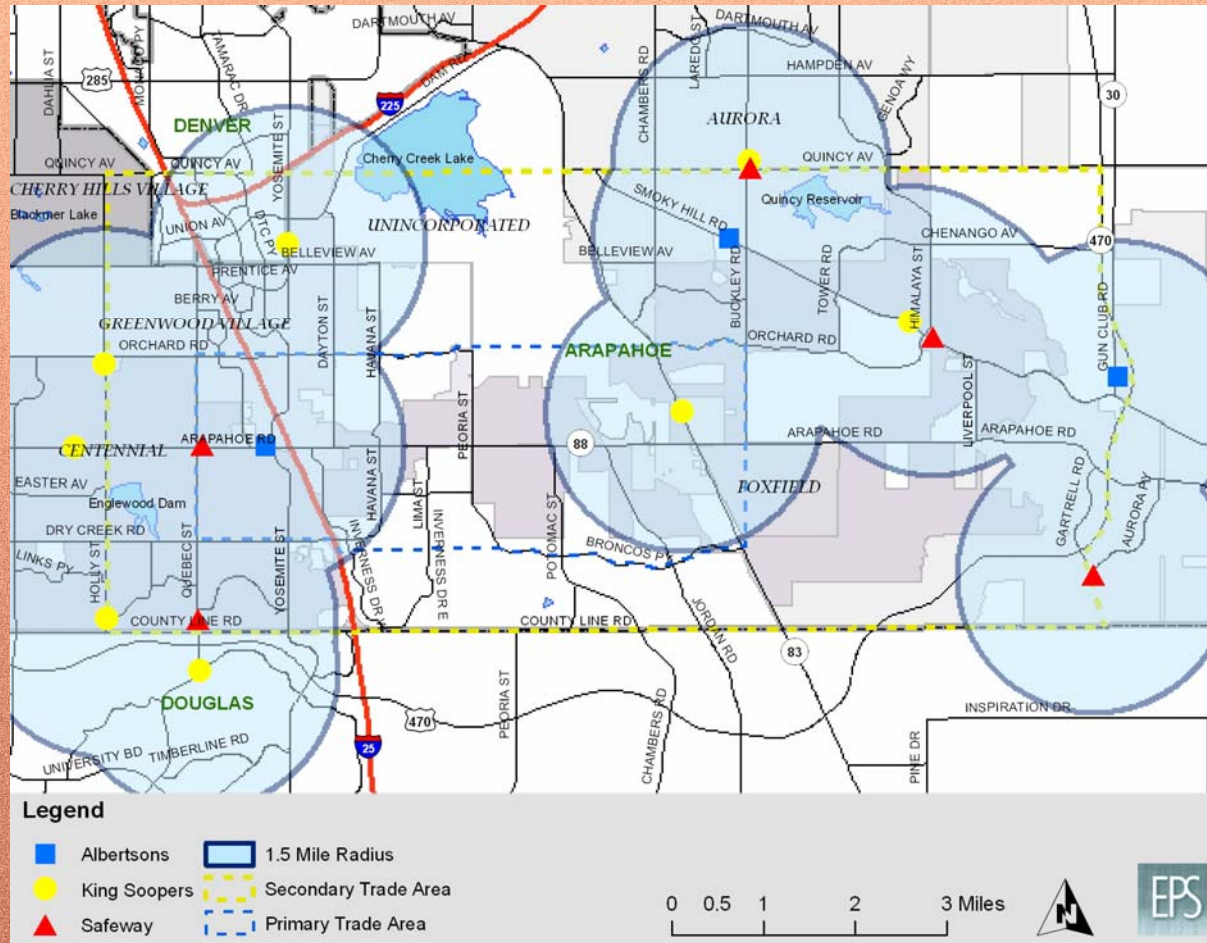 DARTMOUTH AV
DARTMOUTH AV
DAHLIA ST
285
MONACO PY
TAMARAC DR
DAM RD
225
CHAMBERS RD
LAREDO ST
HAMPDEN AV
GENOA WY
30
DENVER
YOSEMITE ST
AURORA
QUINCY AV
QUINCY AV
Cherry Creek Lake
QUINCY AV
CHERRY HILLS VILLAGE
Blackmer Lake
UNION AV
DTC PY
UNINCORPORATED
SMOKY HILL RD
Quincy Reservoir
CHENANGO AV
470
BELLEVIEW AV
BELLEVIEW AV
PRENTICE AV
BERRY AV
BUCKLEY RD
TOWER RD
HIMALAYA ST
GUN CLUB RD
GREENWOOD VILLAGE
ORCHARD RD
DAYTON ST
HAVANA ST
ARAPAHOE
ORCHARD RD
LIVERPOOL ST
PEORIA ST
CENTENNIAL
ARAPAHOE RD
88
ARAPAHOE RD
ARAPAHOE RD
EASTER AV
Englewood Dam
HAVANA ST
LIMA ST
FOXFIELD
GARTRELL RD
AURORA PY
DRY CREEK RD
LINKS PY
HOLLY ST
QUEBEC ST
YOSEMITE ST
INVERNESS DR W
INVERNESS DR E
POTOMAC ST
BRONCOS P
COUNTY LINE RD
COUNTY LINE RD
JORDAN RD
83
DOUGLAS
470
PEORIA ST
CHAMBERS RD
INSPIRATION DR
UNIVERSITY BD
TIMBERLINE RD
25
PINE DR
Legend
Albertsons
1.5 Mile Radius
King Soopers
Secondary Trade Area
Safeway
Primary Trade Area
0 0.5 1 2 3 Miles
N
EPS